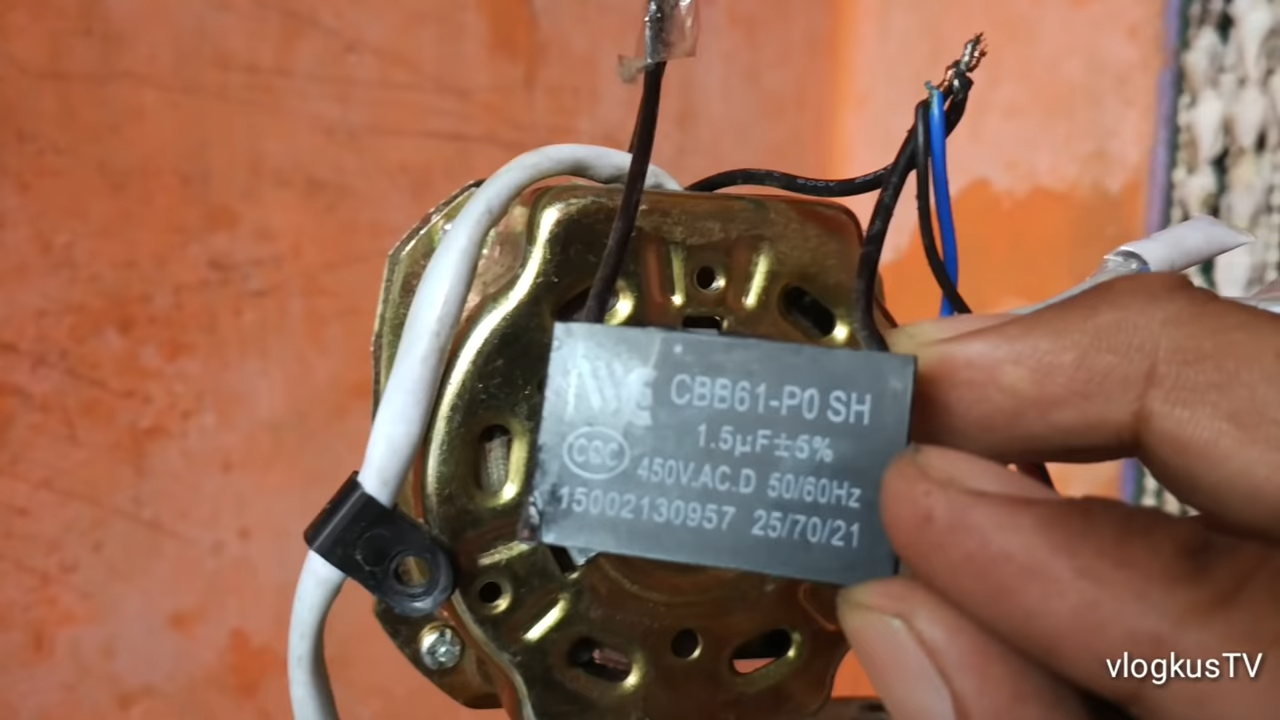 CBB61-P0 SH
1.5µF±5%
CQC
450V.AC.D 50/60Hz
15002130957 25/70/21
vlogkusTV